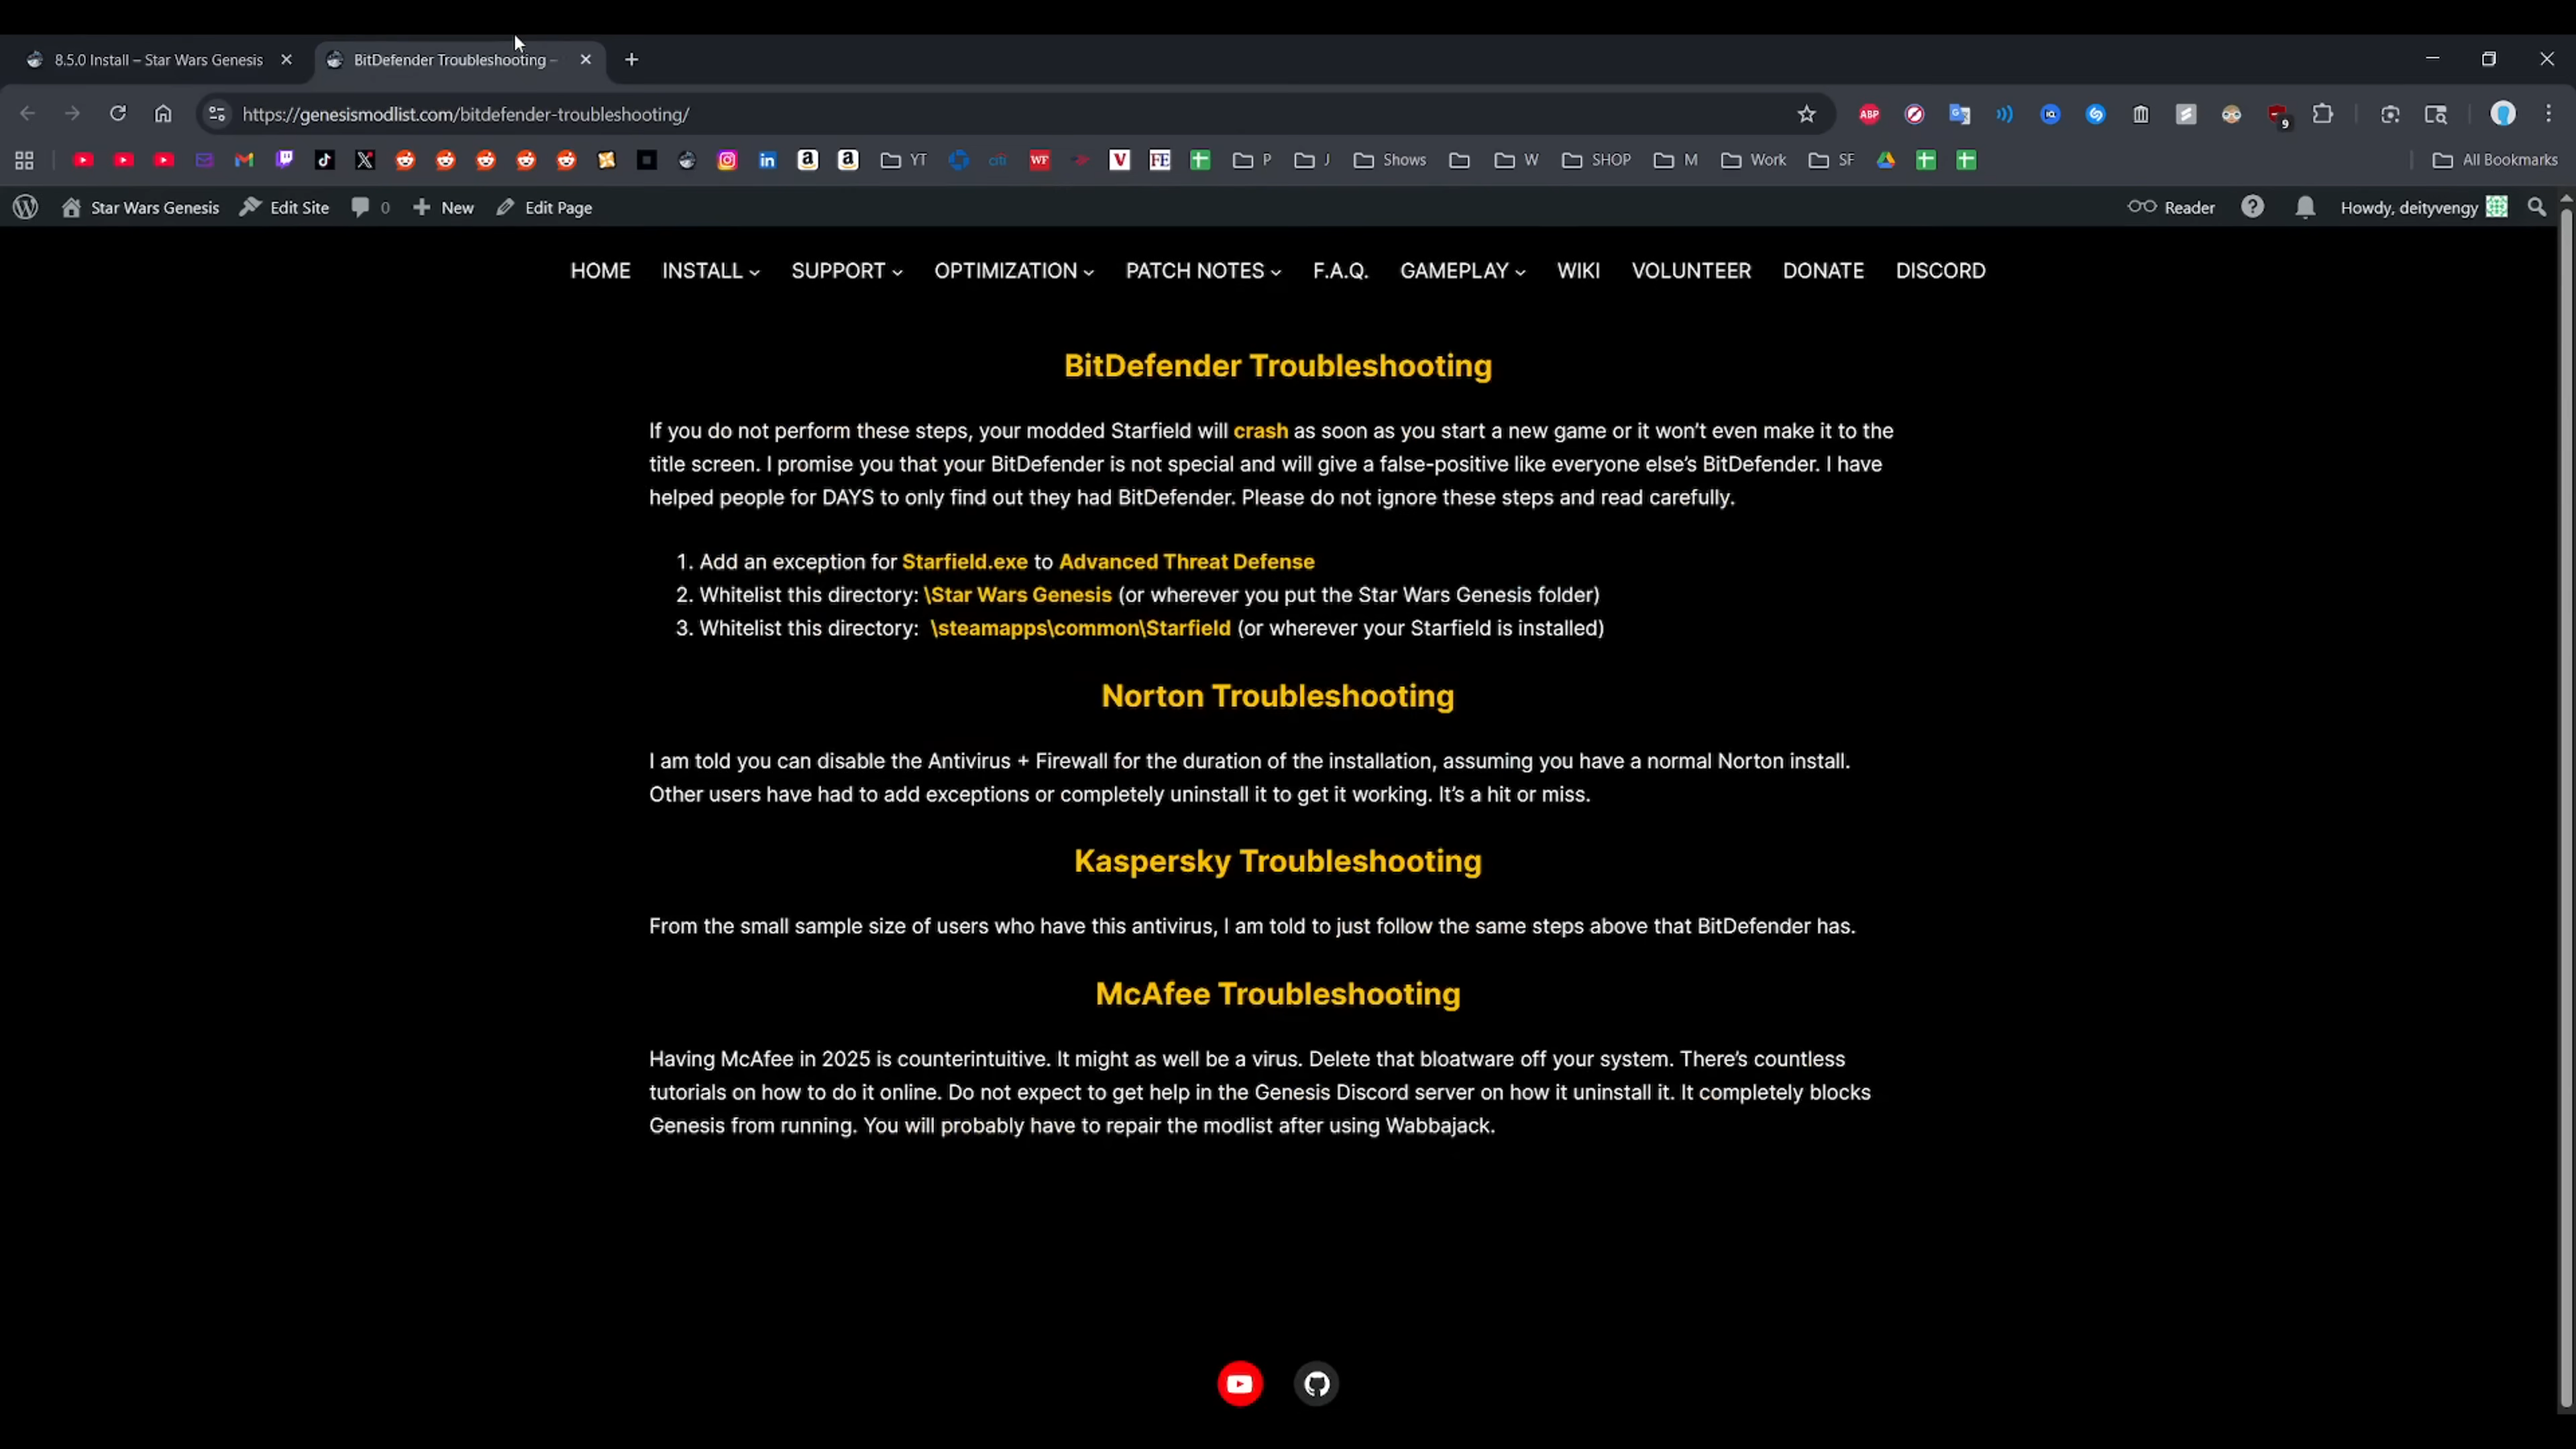 8.5.0 Install – Star Wars Genesis
BitDefender Troubleshooting –
https://genesismodlist.com/bitdefender-troubleshooting/
ABP
9
YT
citi
WF
V
FE
P
J
Shows
W
SHOP
M
Work
SF
All Bookmarks
Star Wars Genesis
Edit Site
0
New
Edit Page
Reader
Howdy, deityvengy
HOME
INSTALL
SUPPORT
OPTIMIZATION
PATCH NOTES
F.A.Q.
GAMEPLAY
WIKI
VOLUNTEER
DONATE
DISCORD
BitDefender Troubleshooting
If you do not perform these steps, your modded Starfield will crash as soon as you start a new game or it won’t even make it to the
title screen. I promise you that your BitDefender is not special and will give a false-positive like everyone else’s BitDefender. I have
helped people for DAYS to only find out they had BitDefender. Please do not ignore these steps and read carefully.
1. Add an exception for Starfield.exe to Advanced Threat Defense
2. Whitelist this directory: \Star Wars Genesis (or wherever you put the Star Wars Genesis folder)
3. Whitelist this directory: \steamapps\common\Starfield (or wherever your Starfield is installed)
Norton Troubleshooting
I am told you can disable the Antivirus + Firewall for the duration of the installation, assuming you have a normal Norton install.
Other users have had to add exceptions or completely uninstall it to get it working. It’s a hit or miss.
Kaspersky Troubleshooting
From the small sample size of users who have this antivirus, I am told to just follow the same steps above that BitDefender has.
McAfee Troubleshooting
Having McAfee in 2025 is counterintuitive. It might as well be a virus. Delete that bloatware off your system. There’s countless
tutorials on how to do it online. Do not expect to get help in the Genesis Discord server on how it uninstall it. It completely blocks
Genesis from running. You will probably have to repair the modlist after using Wabbajack.